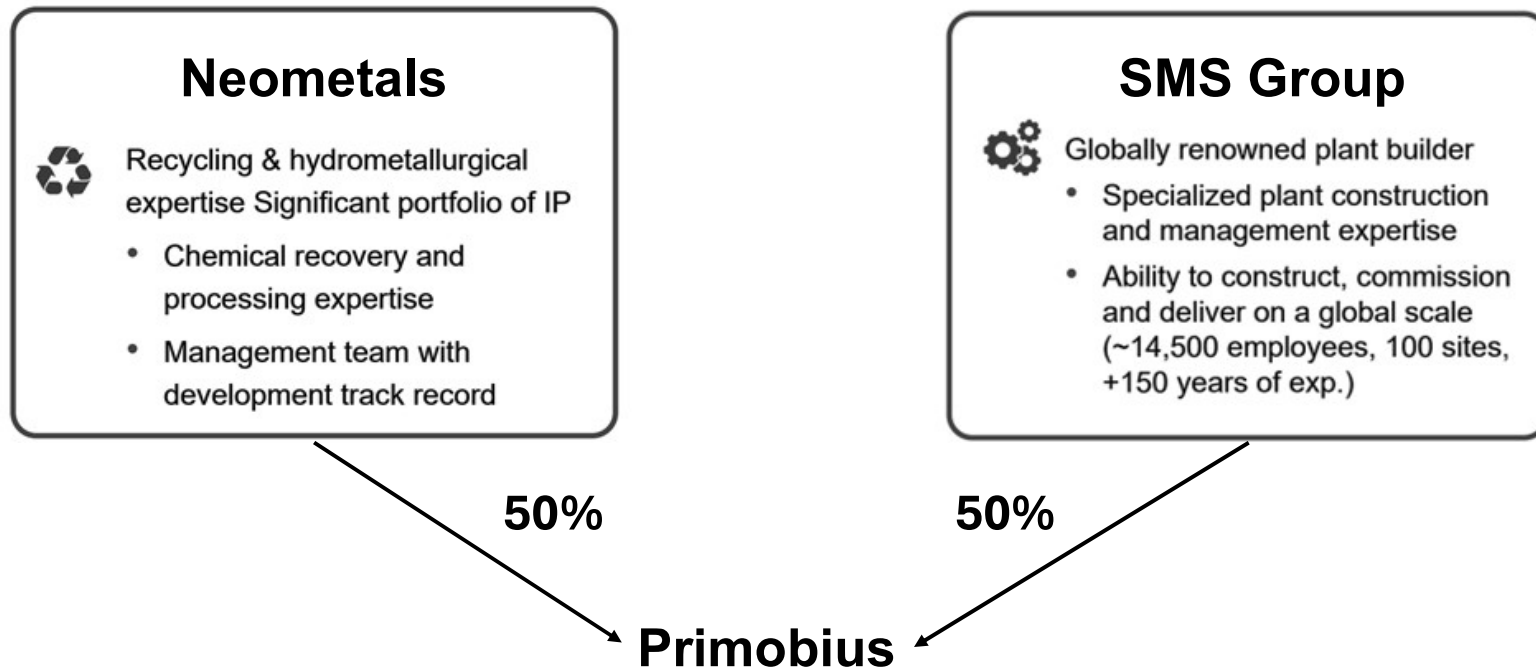 Neometals
Recycling & hydrometallurgical
expertise Significant portfolio of IP
• Chemical recovery and
processing expertise
• Management team with
development track record
SMS Group
Globally renowned plant builder
• Specialized plant construction
and management expertise
• Ability to construct, commission
and deliver on a global scale
(~14,500 employees, 100 sites,
+150 years of exp.)
50%
50%
Primobius